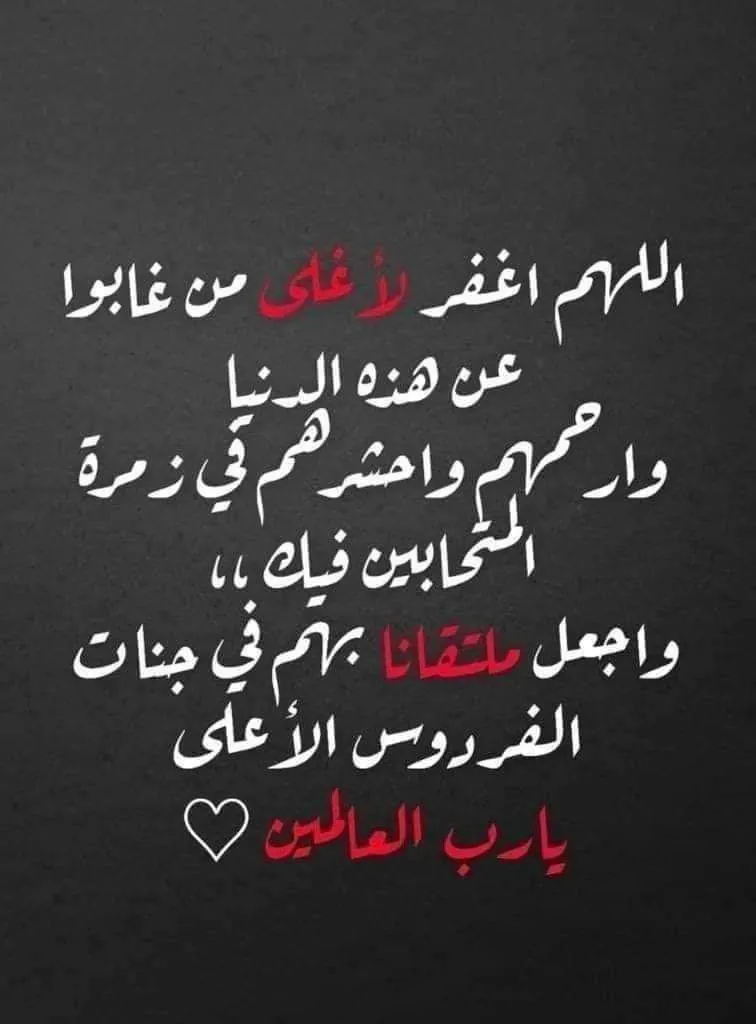 اللهم اغفر لأغلى من غابوا
عن هذه الدنيا
وارحمهم واحشرهم في زمرة
المتحابين فيك ،،
واجعل ملتقانا بهم في جنات
الفردوس الأعلى
يارب العالمين ♡